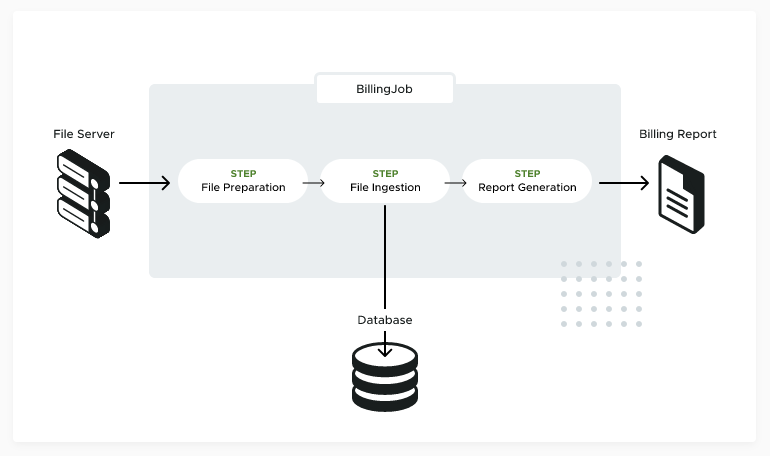 BillingJob
File Server
Billing Report
STEP
File Preparation
STEP
File Ingestion
STEP
Report Generation
Database